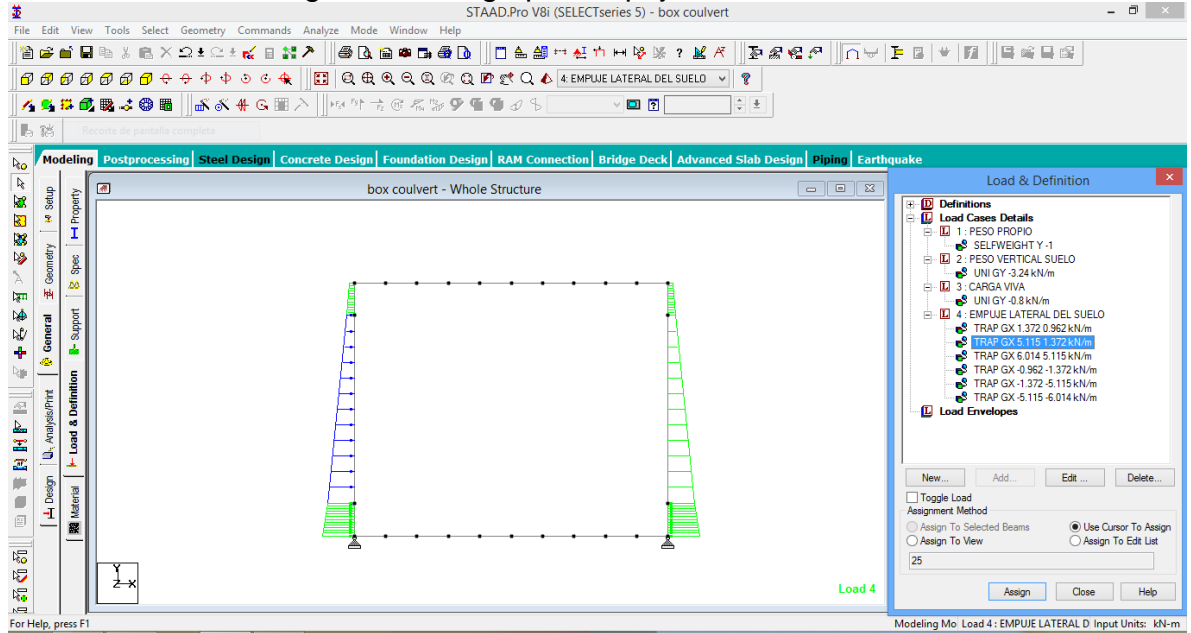 STAAD.Pro V8i (SELECTseries 5) - box coulvert
File Edit View Tools Select Geometry Commands Analyze Mode Window Help
4: EMPUJE LATERAL DEL SUELO
Recorte de pantalla completa
Modeling Postprocessing Steel Design Concrete Design Foundation Design RAM Connection Bridge Deck Advanced Slab Design Piping Earthquake
Setup
Geometry
General
Analysis/Print
Design
Property
Spec
Support
Load & Definition
Material
box coulvert - Whole Structure
Y
Z X
Load 4
Load & Definition
Definitions
Load Cases Details
1 : PESO PROPIO
SELFWEIGHT Y -1
2 : PESO VERTICAL SUELO
UNI GY -3.24 kN/m
3 : CARGA VIVA
UNI GY -0.8 kN/m
4 : EMPUJE LATERAL DEL SUELO
TRAP GX 1.372 0.962 kN/m
TRAP GX 5.115 1.372 kN/m
TRAP GX 6.014 5.115 kN/m
TRAP GX -0.962 -1.372 kN/m
TRAP GX -1.372 -5.115 kN/m
TRAP GX -5.115 -6.014 kN/m
Load Envelopes
New... Add... Edit ... Delete...
Toggle Load
Assignment Method
Assign To Selected Beams Use Cursor To Assign
Assign To View Assign To Edit List
25
Assign Close Help
For Help, press F1
Modeling Mo Load 4 : EMPUJE LATERAL D Input Units: kN-m